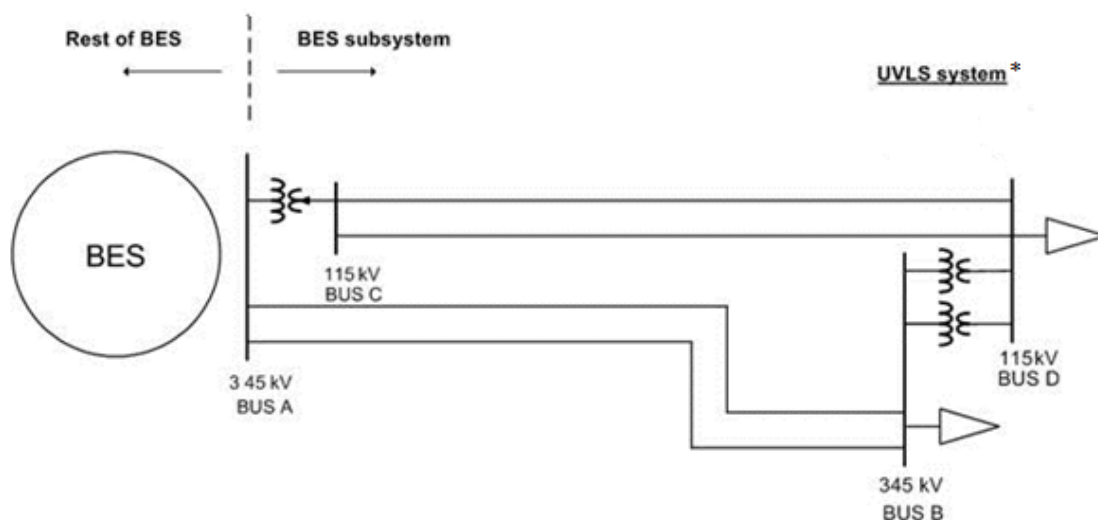 Rest of BES
BES subsystem
UVLS system*
BES
115 kV
BUS C
3 45 kV
BUS A
115kV
BUS D
345 kV
BUS B